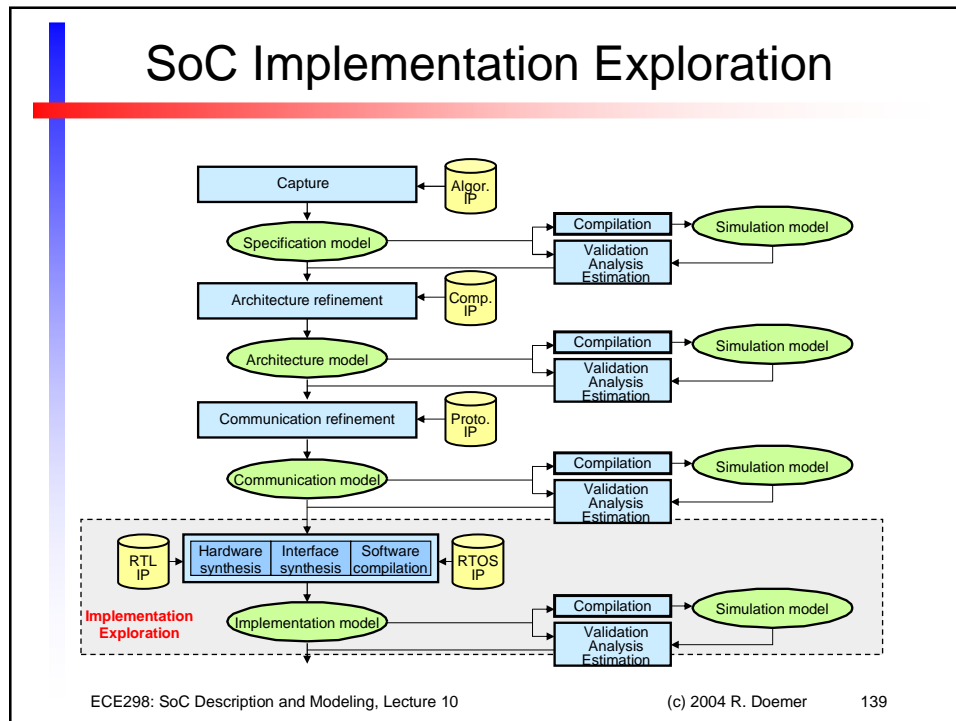 SoC Implementation Exploration
Capture
Algor.
IP
Specification model
Compilation
Simulation model
Validation
Analysis
Estimation
Architecture refinement
Comp.
IP
Architecture model
Compilation
Simulation model
Validation
Analysis
Estimation
Communication refinement
Proto.
IP
Communication model
Compilation
Simulation model
Validation
Analysis
Estimation
RTL
IP
Hardware
synthesis
Interface
synthesis
Software
compilation
RTOS
IP
Implementation
Exploration
Implementation model
Compilation
Simulation model
Validation
Analysis
Estimation
ECE298: SoC Description and Modeling, Lecture 10
(c) 2004 R. Doemer
139